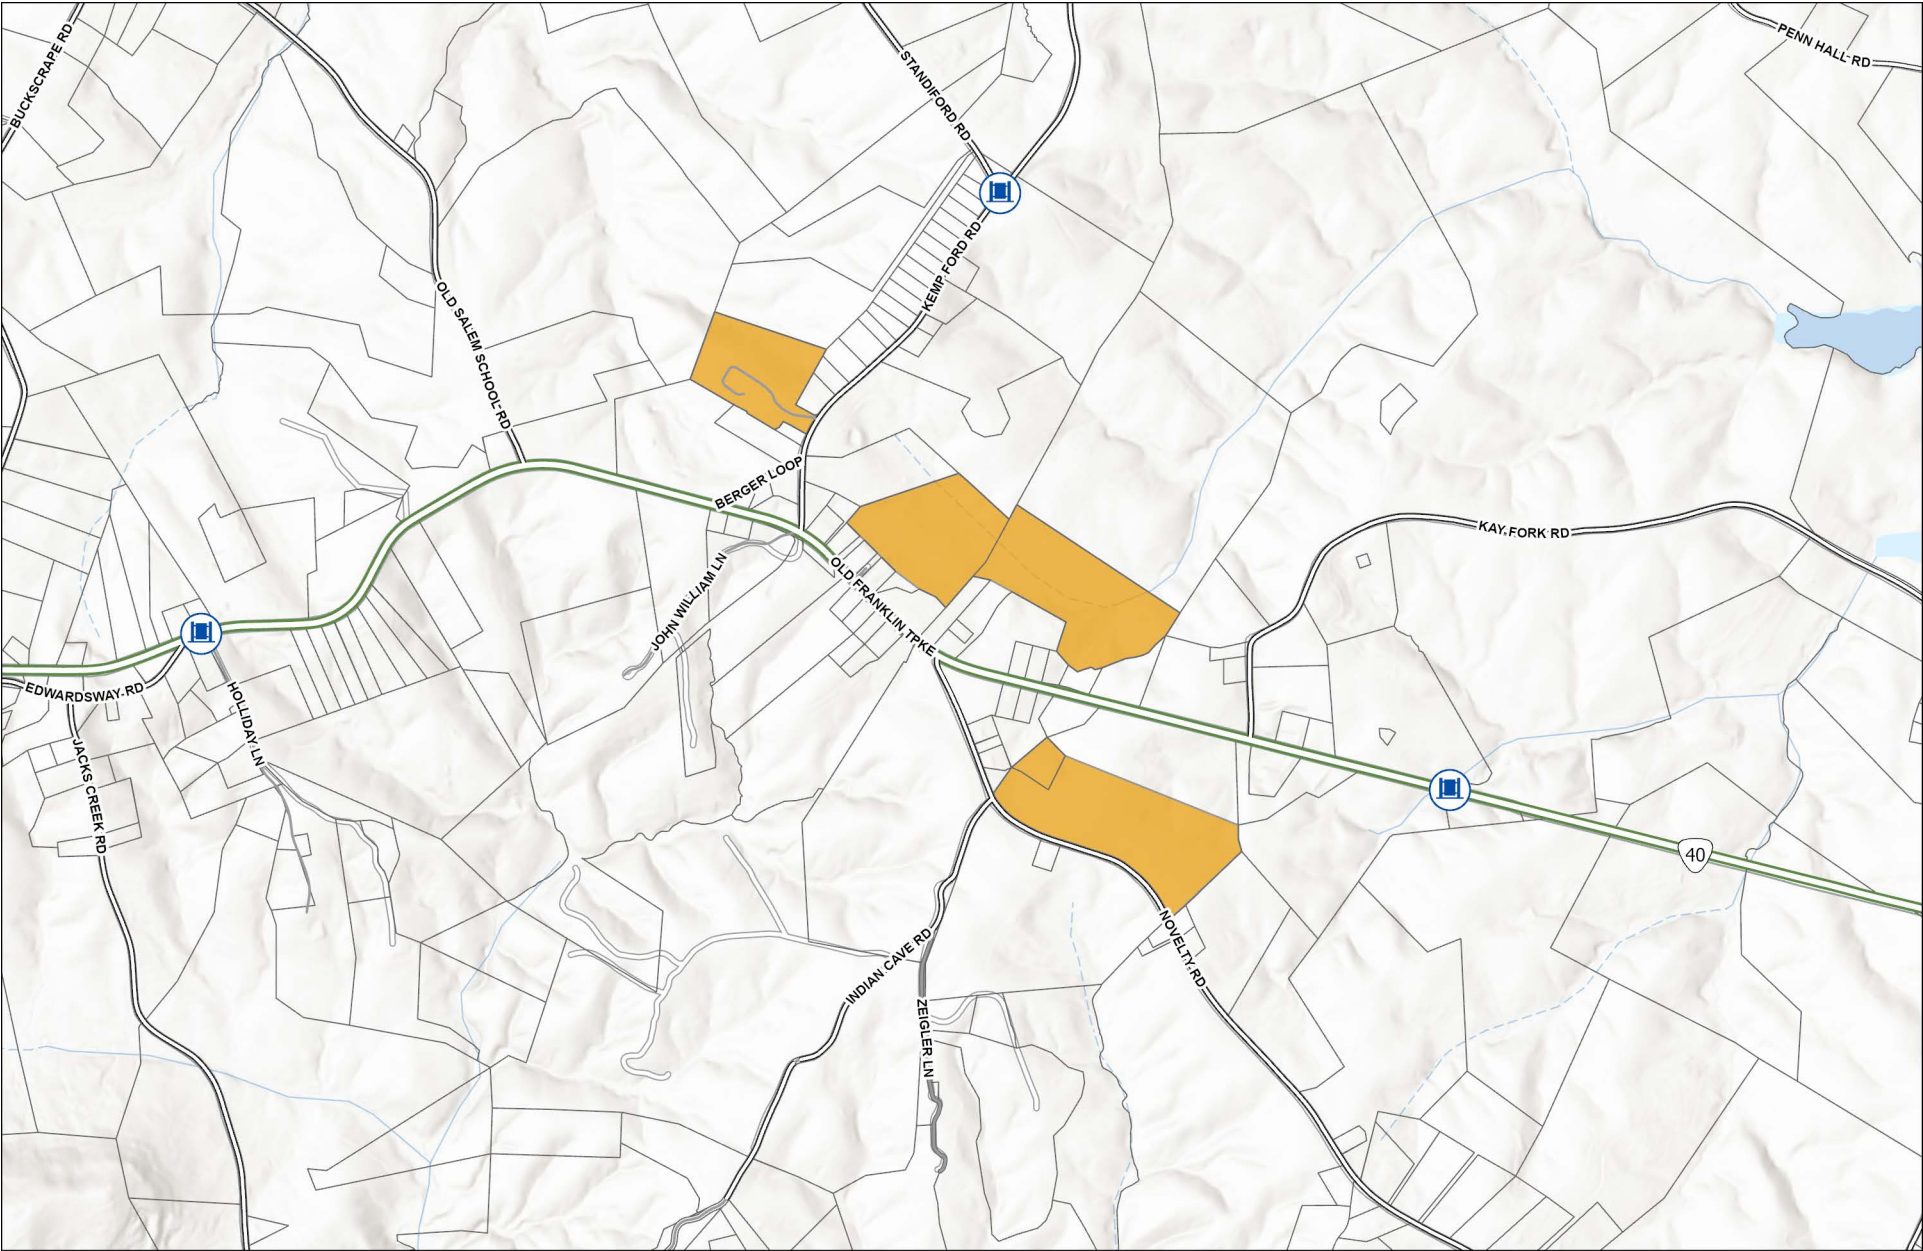 BUCKSCRAPE RD
STANDIFORD RD
PENN HALL RD
KEMP FORD RD
OLD SALEM SCHOOL RD
BERGER LOOP
KAY FORK RD
JOHN WILLIAM LN
OLD FRANKLIN TPKE
EDWARDSWAY RD
HOLLIDAY LN
JACKS CREEK RD
40
INDIAN CAVE RD
NOVELTY RD
ZEIGLER LN